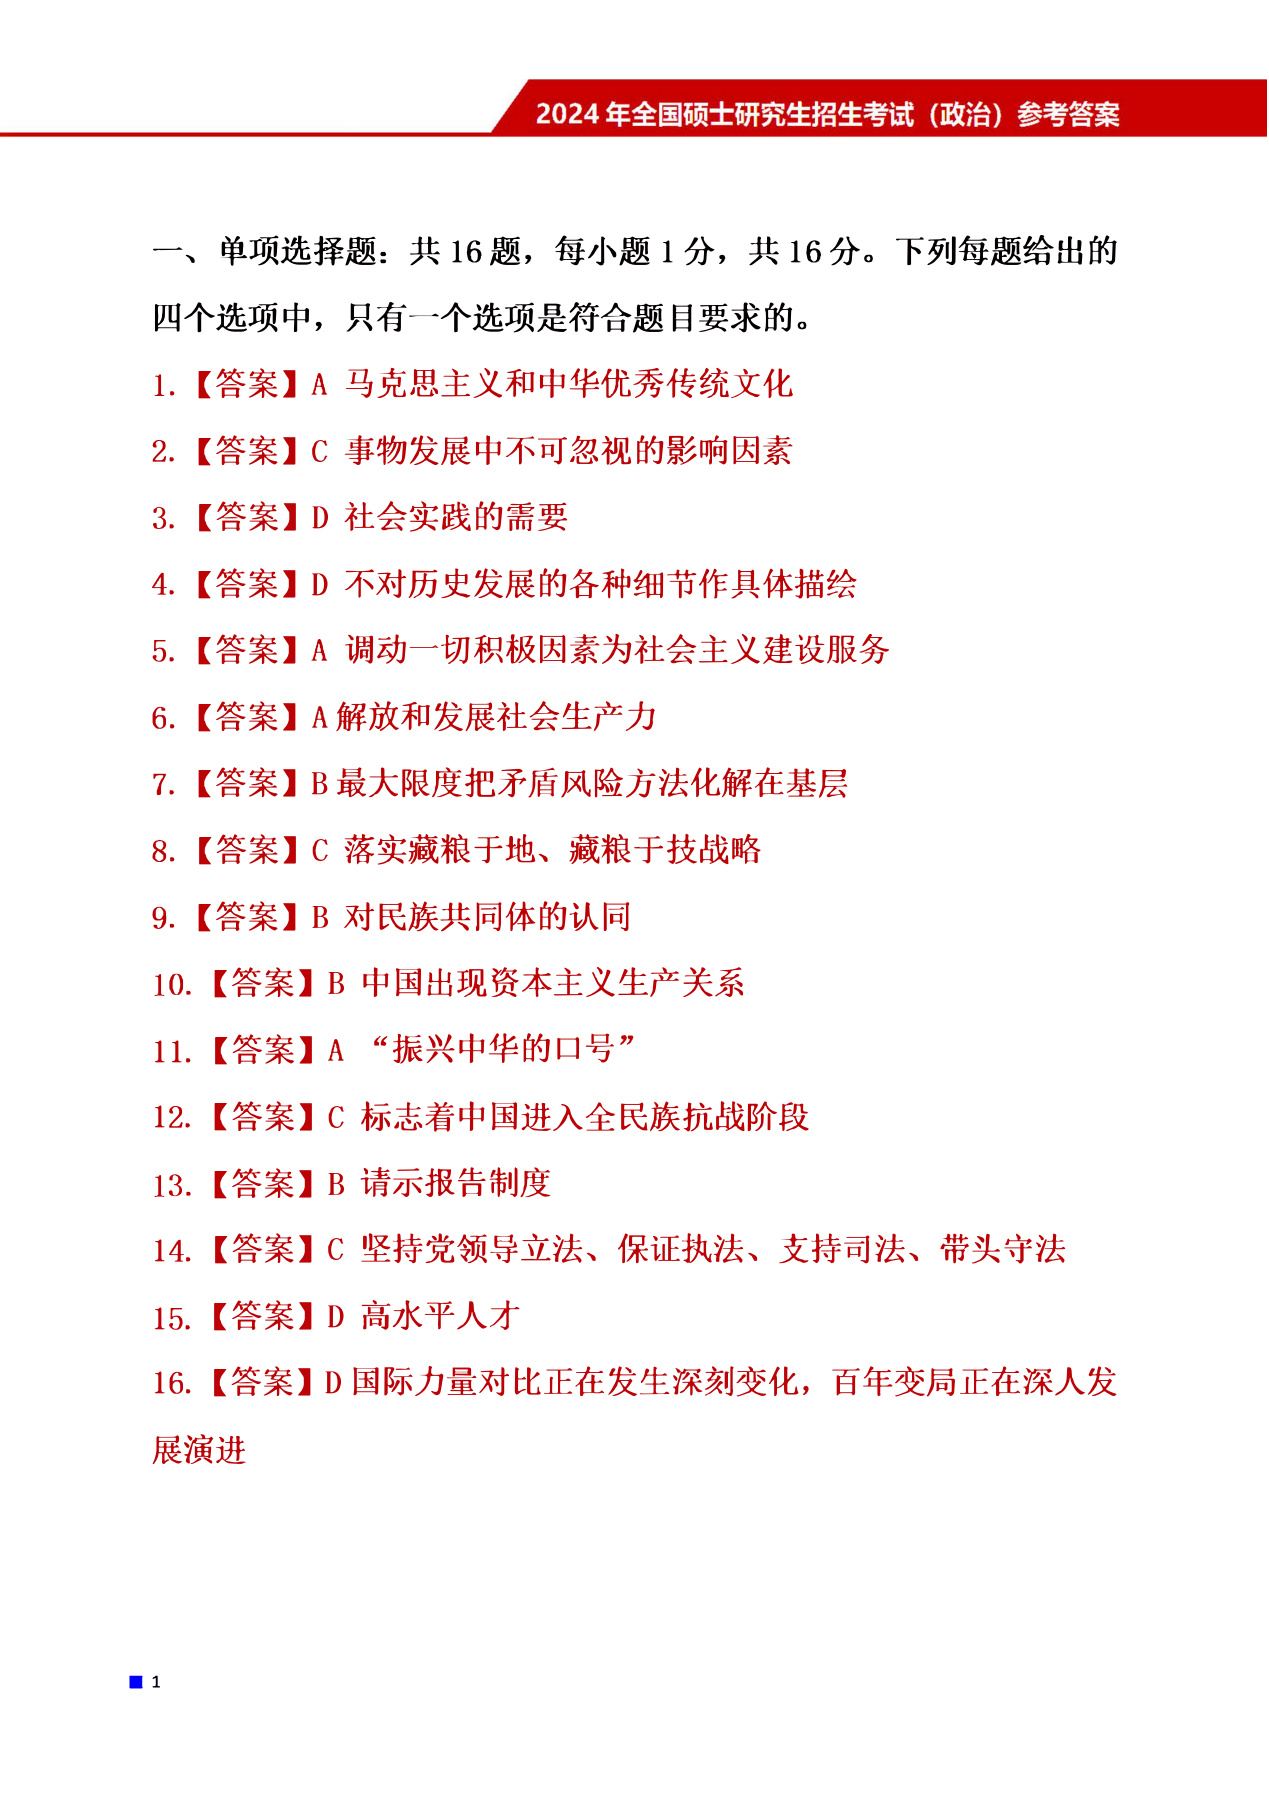 2024年全国硕士研究生招生考试（政治）参考答案
一、单项选择题：共16题，每小题1分，共16分。下列每题给出的
四个选项中，只有一个选项是符合题目要求的。
1.【答案】A 马克思主义和中华优秀传统文化
2.【答案】C 事物发展中不可忽视的影响因素
3.【答案】D 社会实践的需要
4.【答案】D 不对历史发展的各种细节作具体描绘
5.【答案】A 调动一切积极因素为社会主义建设服务
6.【答案】A解放和发展社会生产力
7.【答案】B最大限度把矛盾风险方法化解在基层
8.【答案】C 落实藏粮于地、藏粮于技战略
9.【答案】B 对民族共同体的认同
10.【答案】B 中国出现资本主义生产关系
11.【答案】A “振兴中华的口号”
12.【答案】C 标志着中国进入全民族抗战阶段
13.【答案】B 请示报告制度
14.【答案】C 坚持党领导立法、保证执法、支持司法、带头守法
15.【答案】D 高水平人才
16.【答案】D国际力量对比正在发生深刻变化，百年变局正在深人发
展演进
1